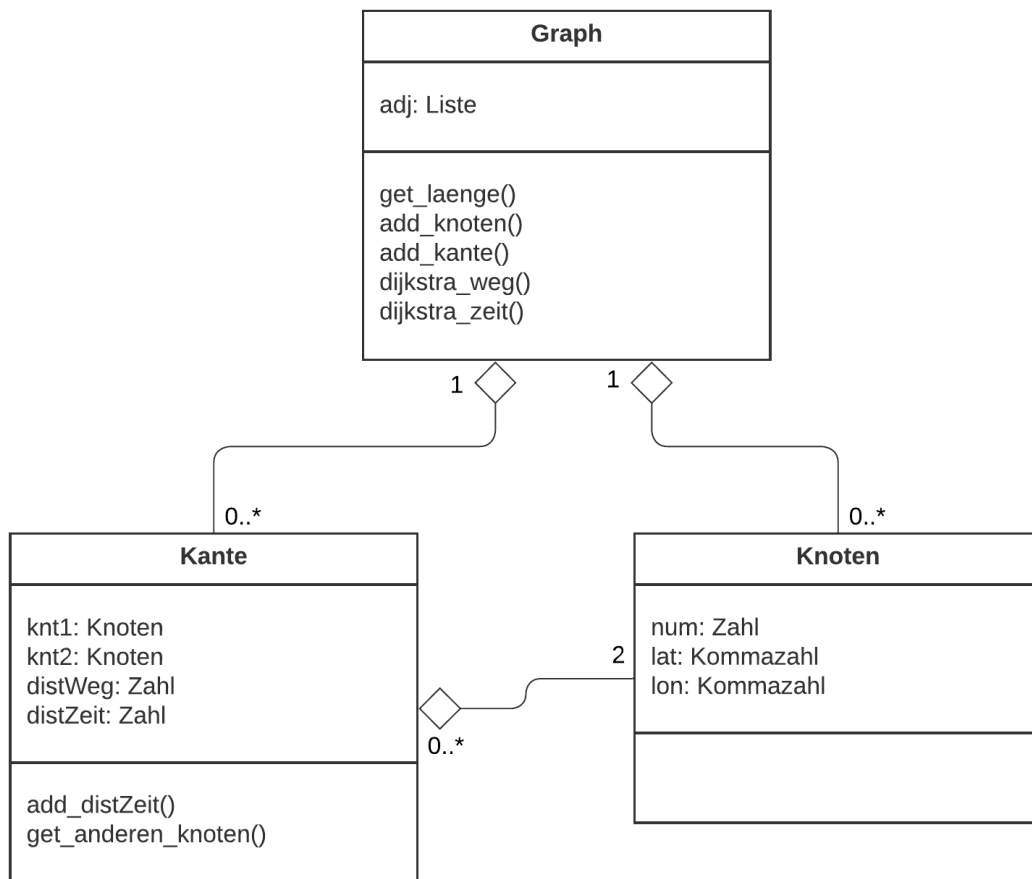 Graph
adj: Liste
get_laenge()
add_knoten()
add_kante()
dijkstra_weg()
dijkstra_zeit()
1
1
0..*
0..*
Kante
knt1: Knoten
knt2: Knoten
distWeg: Zahl
distZeit: Zahl
add_distZeit()
get_anderen_knoten()
2
0..*
Knoten
num: Zahl
lat: Kommazahl
lon: Kommazahl